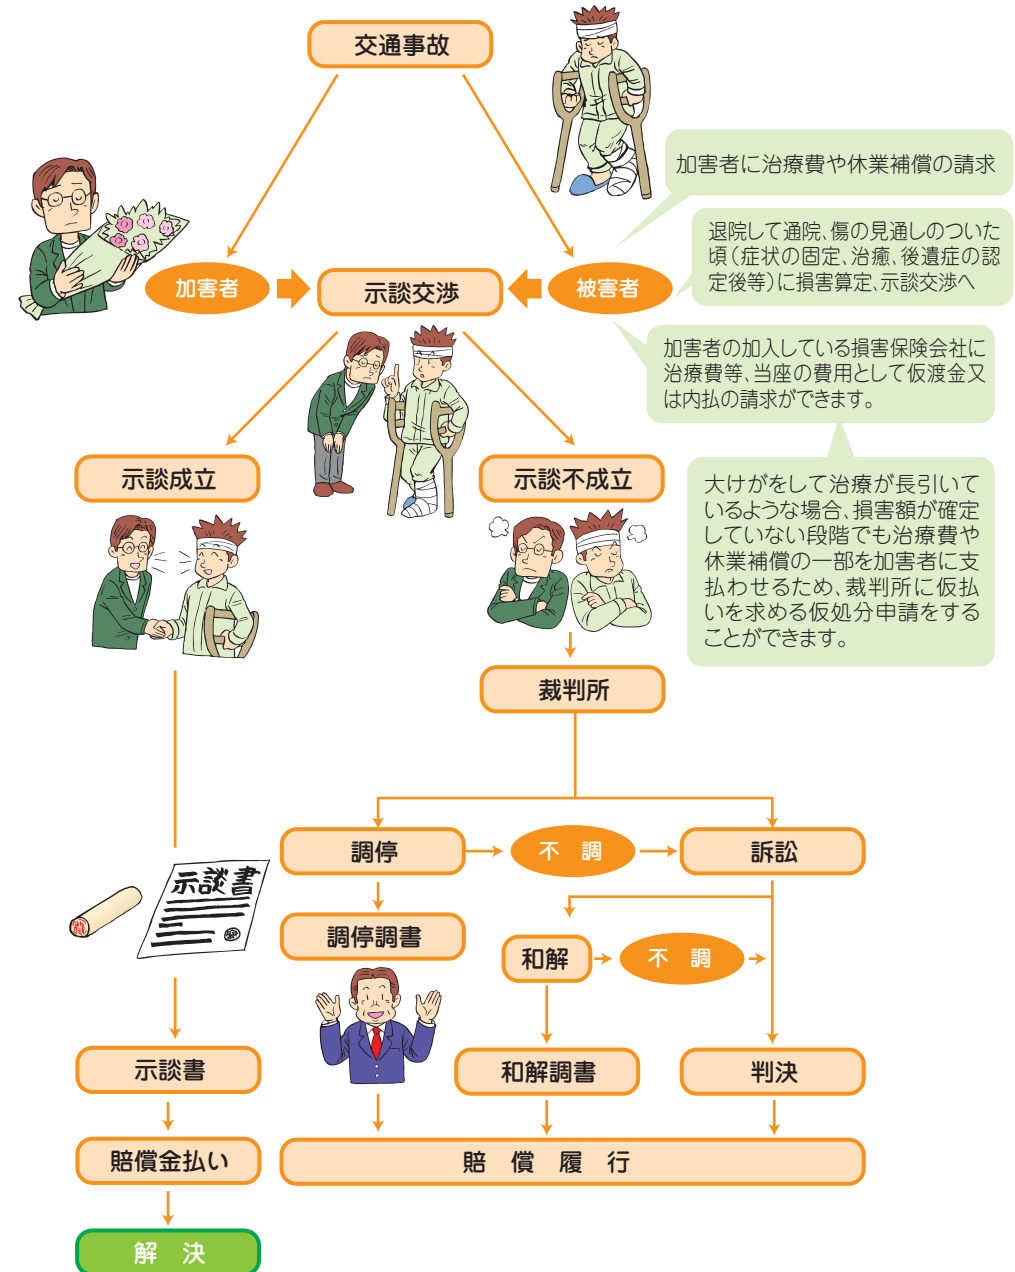 交通事故
加害者に治療費や休業補償の請求
退院して通院、傷の見通しのついた
頃（症状の固定、治癒、後遺症の認
定後等）に損害算定、示談交渉へ
加害者
示談交渉
被害者
加害者の加入している損害保険会社に
治療費等、当座の費用として仮渡金又
は内払の請求ができます。
示談成立
示談不成立
大けがをして治療が長引いて
いるような場合、損害額が確定
していない段階でも治療費や
休業補償の一部を加害者に支
払わせるため、裁判所に仮払
いを求める仮処分申請をする
ことができます。
裁判所
調停
不　調
訴訟
示談書
調停調書
和解
不　調
示談書
和解調書
判決
賠償金払い
賠　償　履　行
解　決